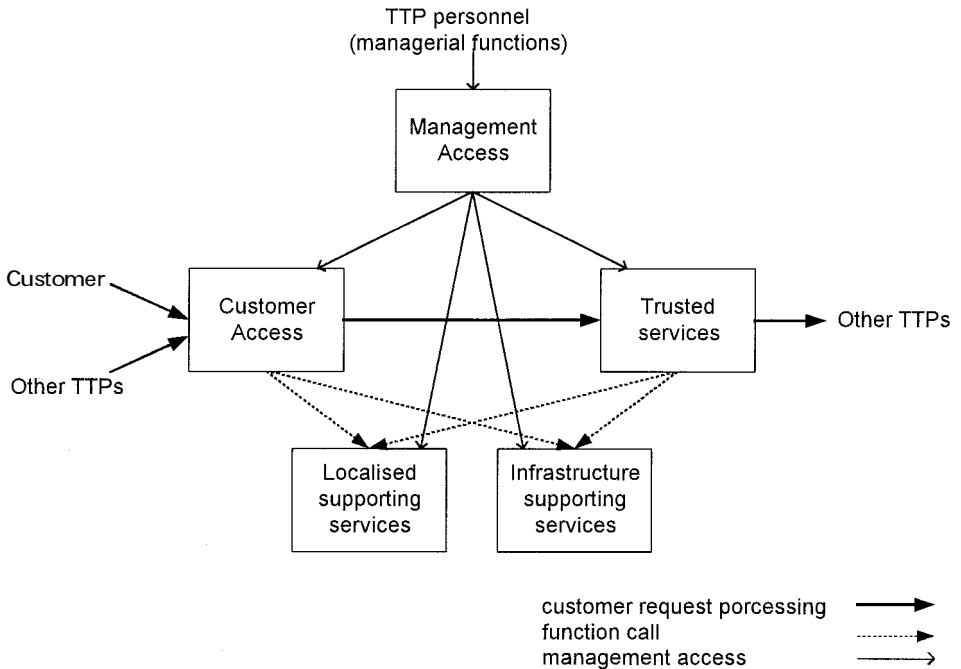 TTP personnel
(managerial functions)
Management
Access
Customer
Customer
Access
Trusted
services
Other TTPs
Other TTPs
Localised
supporting
services
Infrastructure
supporting
services
customer request porcessing
function call
management access